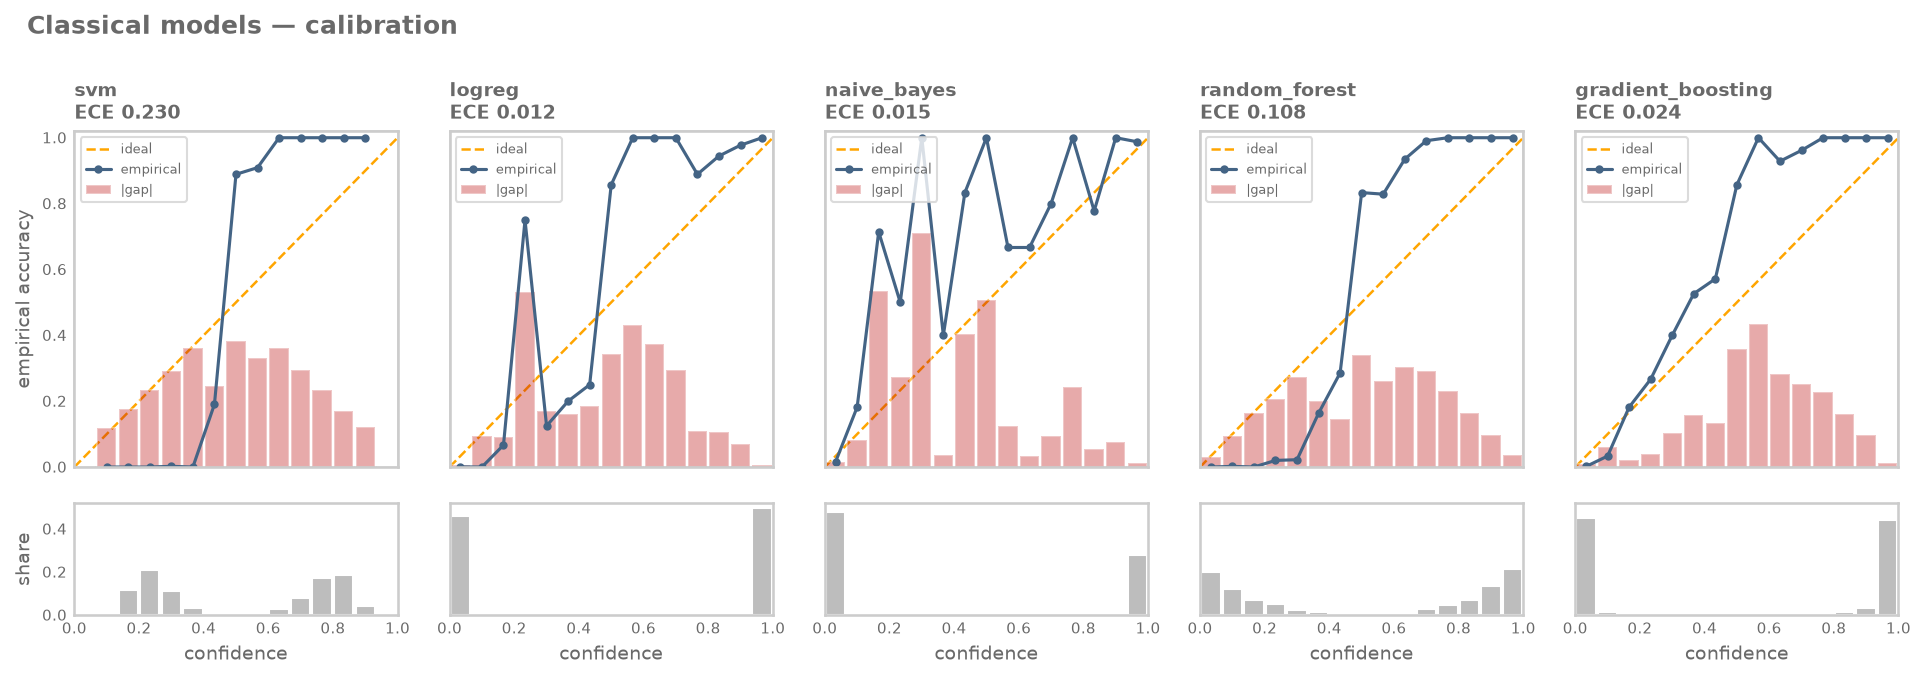 Classical models — calibration
svm
ECE 0.230
logreg
ECE 0.012
naive_bayes
ECE 0.015
random_forest
ECE 0.108
gradient_boosting
ECE 0.024
empirical accuracy
1.0
0.8
0.6
0.4
0.2
0.0
ideal
empirical
|gap|
ideal
empirical
|gap|
ideal
empirical
|gap|
ideal
empirical
|gap|
ideal
empirical
|gap|
share
0.4
0.2
0.0
0.0 0.2 0.4 0.6 0.8 1.0
confidence
0.0 0.2 0.4 0.6 0.8 1.0
confidence
0.0 0.2 0.4 0.6 0.8 1.0
confidence
0.0 0.2 0.4 0.6 0.8 1.0
confidence
0.0 0.2 0.4 0.6 0.8 1.0
confidence